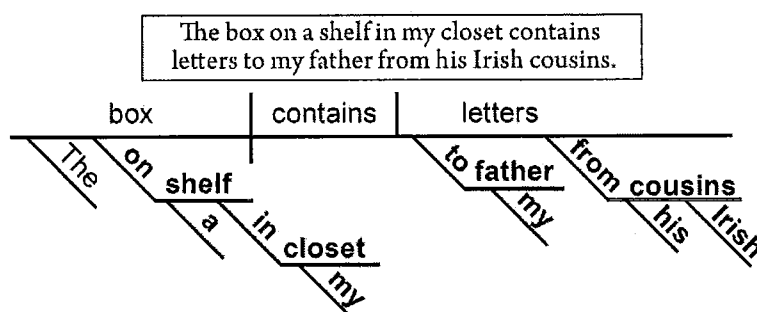 The box on a shelf in my closet contains
letters to my father from his Irish cousins.
box contains letters
The on shelf a in closet my to father my from cousins his Irish